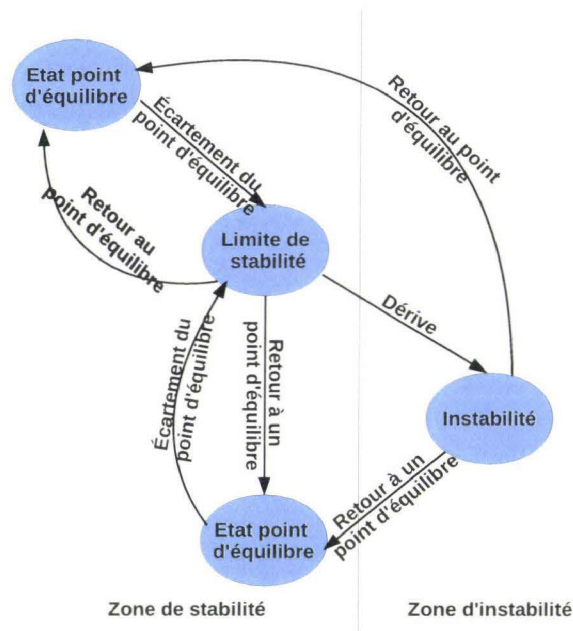 Etat point
d'équilibre
Écartement du
point d'équilibre
Retour au point
d'équilibre
Retour au
point d'équilibre
Limite de
stabilité
Dérive
Écartement du
point d'équilibre
Retour à un
point d'équilibre
Instabilité
Retour à un
point d'équilibre
Etat point
d'équilibre
Zone de stabilité
Zone d'instabilité